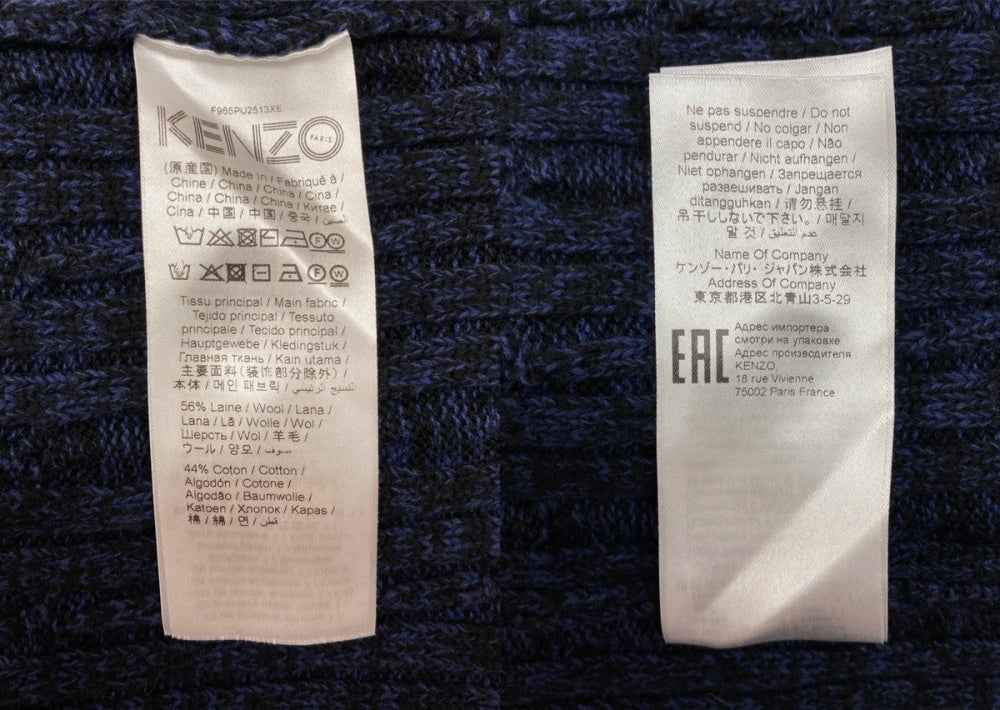 F965PU2513XE
KENZO
PARIS
(原産国) Made In / Fabriqué à /
Chine / China / China / Cina /
China / China / China / Китае /
Cina / 中国 / 中国 / 중국 / الصين
F W
F W
Tissu principal / Main fabric /
Tejido principal / Tessuto
principale / Tecido principal /
Hauptgewebe / Kledingstuk /
Главная ткань / Kain utama /
主要面料(装饰部分除外) /
本体 / 메인 패브릭 / النسيج الرئيسي
56% Laine / Wool / Lana /
Lana / Lã / Wolle / Wol /
Шерсть / Wol / 羊毛 /
ウール / 양모 / صوف
44% Coton / Cotton /
Algodón / Cotone /
Algodão / Baumwolle /
Katoen / Хлопок / Kapas /
棉 / 綿 / 면 / قطن
Ne pas suspendre / Do not
suspend / No colgar / Non
appendere il capo / Não
pendurar / Nicht aufhängen /
Niet ophangen / Запрещается
развешивать / Jangan
ditangguhkan / 请勿悬挂 /
吊干ししないで下さい。 / 매달지
말 것 / عدم التعليق
Name Of Company
ケンゾー・パリ・ジャパン株式会社
Address Of Company
東京都港区北青山3-5-29
EAC
Адрес импортера
смотри на упаковке
Адрес производителя :
KENZO,
18 rue Vivienne
75002 Paris France